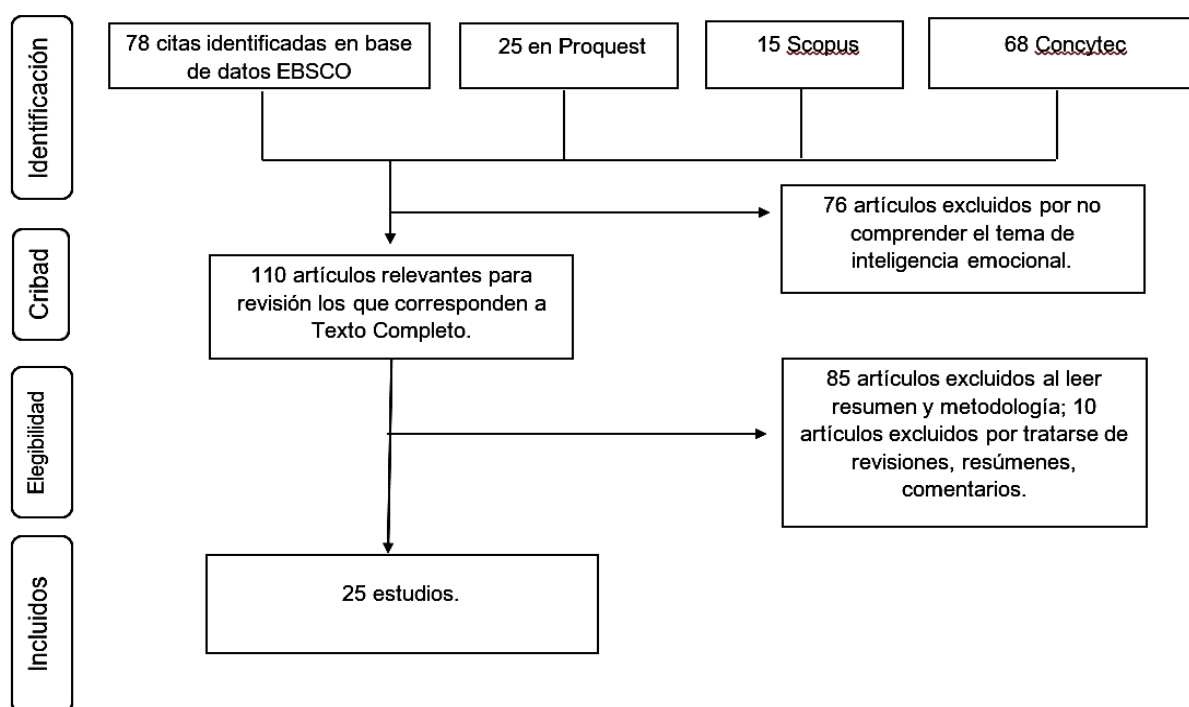 Identificación
78 citas identificadas en base
de datos EBSCO
25 en Proquest
15 Scopus
68 Concytec
76 artículos excluidos por no
comprender el tema de
inteligencia emocional.
Cribad
110 artículos relevantes para
revisión los que corresponden a
Texto Completo.
Elegibilidad
85 artículos excluidos al leer
resumen y metodología; 10
artículos excluidos por tratarse de
revisiones, resúmenes,
comentarios.
Incluidos
25 estudios.